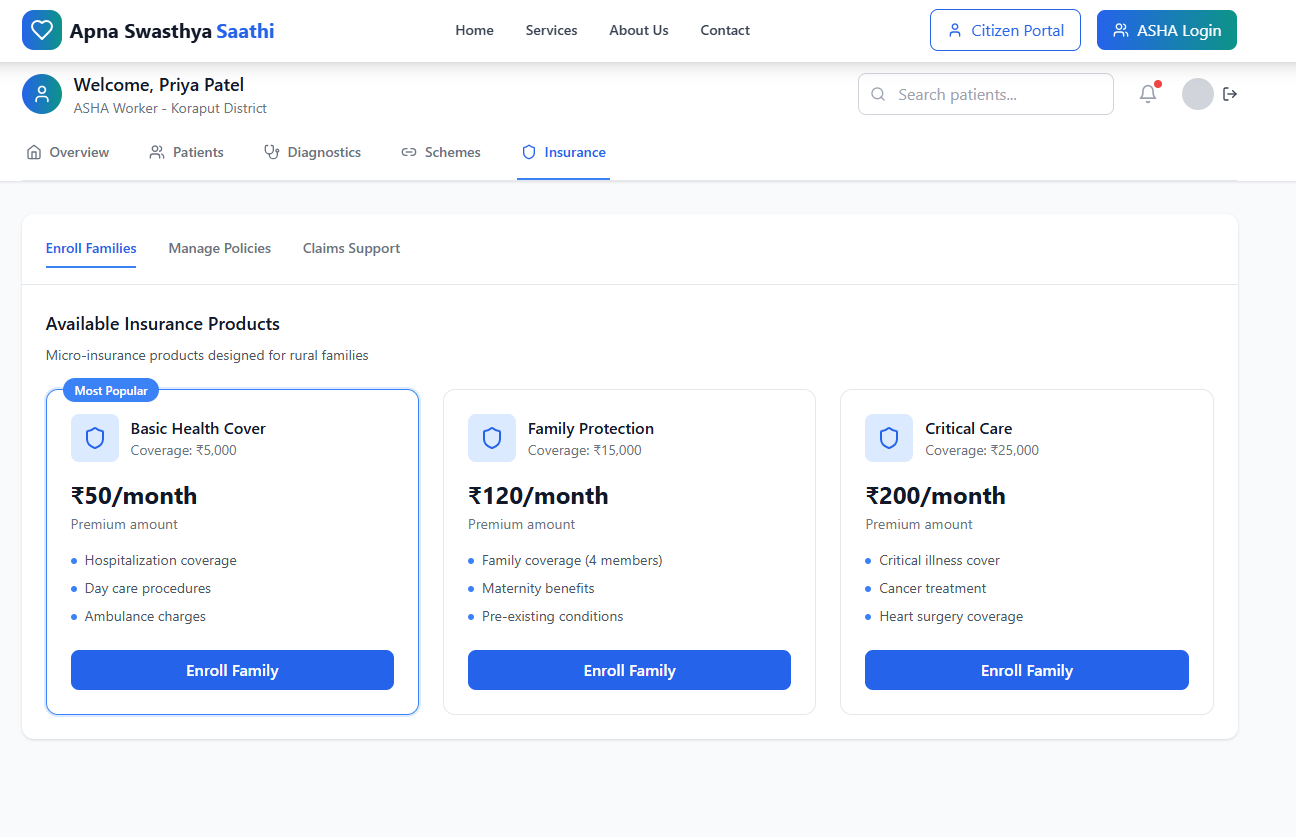 Apna Swasthya Saathi
Home
Services
About Us
Contact
Citizen Portal
ASHA Login
Welcome, Priya Patel
ASHA Worker - Koraput District
Search patients...
Overview
Patients
Diagnostics
Schemes
Insurance
Enroll Families
Manage Policies
Claims Support
Available Insurance Products
Micro-insurance products designed for rural families
Most Popular
Basic Health Cover
Coverage: ₹5,000
₹50/month
Premium amount
Hospitalization coverage
Day care procedures
Ambulance charges
Enroll Family
Family Protection
Coverage: ₹15,000
₹120/month
Premium amount
Family coverage (4 members)
Maternity benefits
Pre-existing conditions
Enroll Family
Critical Care
Coverage: ₹25,000
₹200/month
Premium amount
Critical illness cover
Cancer treatment
Heart surgery coverage
Enroll Family